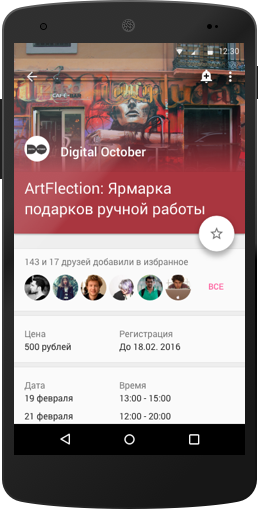 12:30
Digital October
ArtFlection: Ярмарка
подарков ручной работы
143 и 17 друзей добавили в избранное
ВСЕ
Цена Регистрация
500 рублей До 18.02. 2016
Дата Время
19 февраля 13:00 - 15:00
21 февраля 12:00 - 20:00